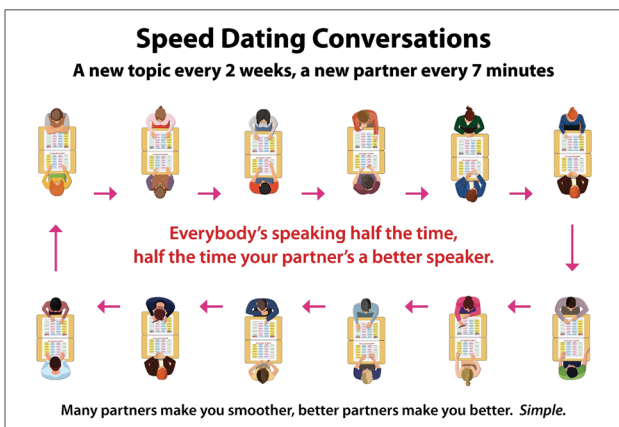 Speed Dating Conversations
A new topic every 2 weeks, a new partner every 7 minutes
Everybody's speaking half the time,
half the time your partner's a better speaker.
Many partners make you smoother, better partners make you better. Simple.